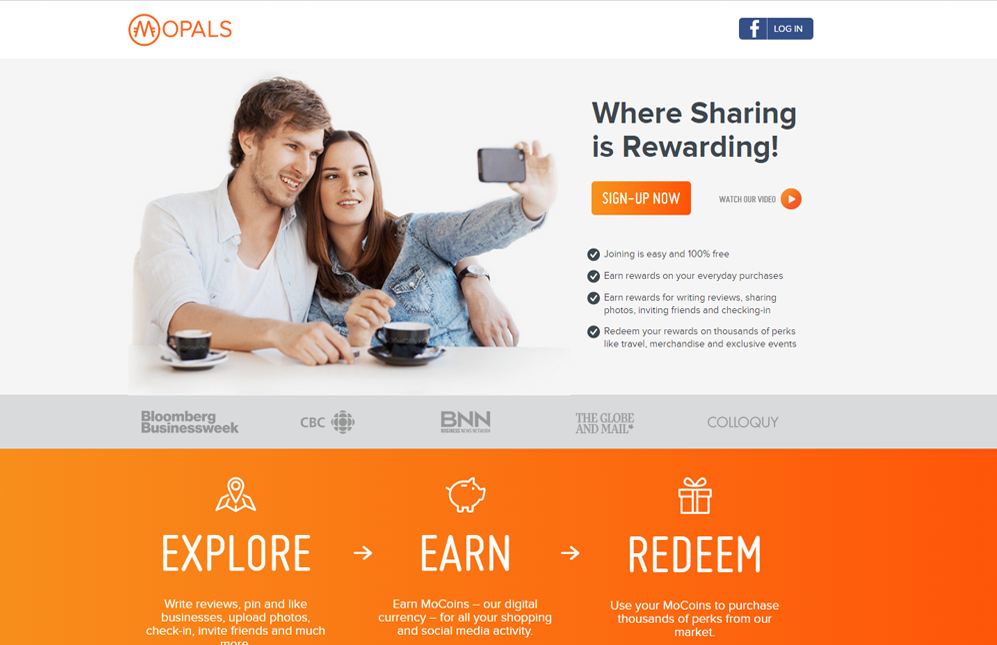 MOPALS
f LOG IN
Where Sharing
is Rewarding!
SIGN-UP NOW
WATCH OUR VIDEO
Joining is easy and 100% free
Earn rewards on your everyday purchases
Earn rewards for writing reviews, sharing
photos, inviting friends and checking-in
Redeem your rewards on thousands of perks
like travel, merchandise and exclusive events
Bloomberg
Businessweek
CBC
BNN
BUSINESS NEWS NETWORK
THE GLOBE
AND MAIL*
COLLOQUY
EXPLORE
EARN
REDEEM
Write reviews, pin and like
businesses, upload photos,
check-in, invite friends and much
more.
Earn MoCoins – our digital
currency – for all your shopping
and social media activity.
Use your MoCoins to purchase
thousands of perks from our
market.